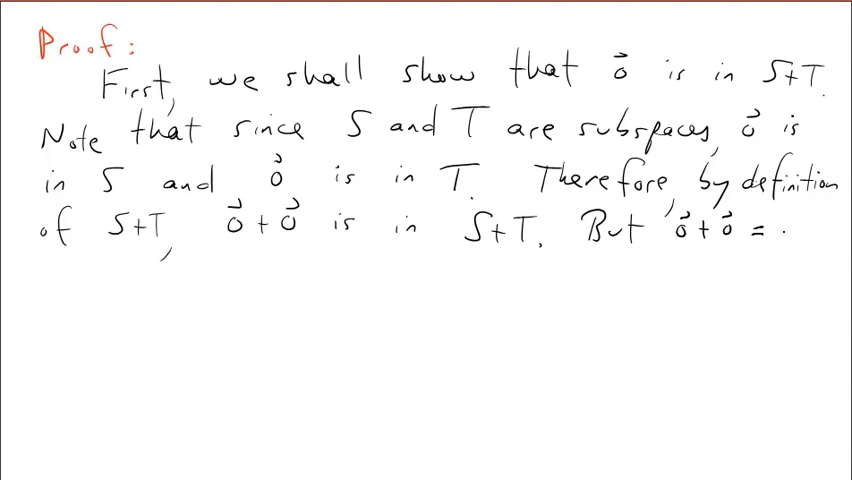 Proof:
First, we shall show that 0⃗ is in S+T.
Note that since S and T are subspaces, 0⃗ is
in S and 0⃗ is in T. Therefore, by definition
of S+T, 0⃗ + 0⃗ is in S+T. But 0⃗ + 0⃗ =